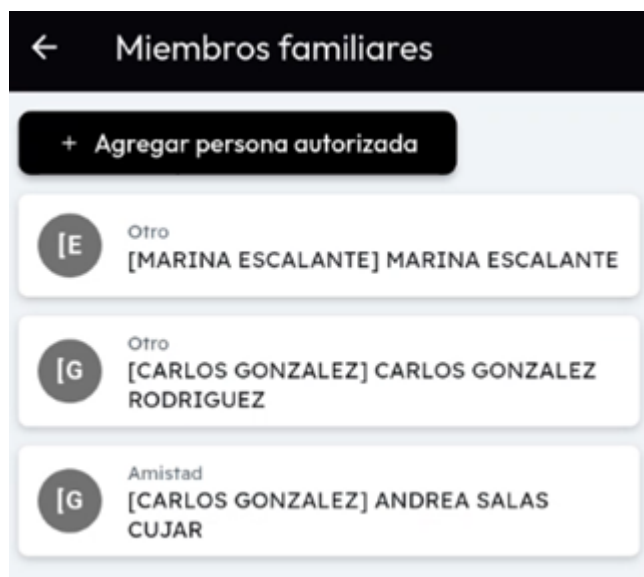 ← Miembros familiares
+ Agregar persona autorizada
[E
Otro
[MARINA ESCALANTE] MARINA ESCALANTE
[G
Otro
[CARLOS GONZALEZ] CARLOS GONZALEZ
RODRIGUEZ
[G
Amistad
[CARLOS GONZALEZ] ANDREA SALAS
CUJAR